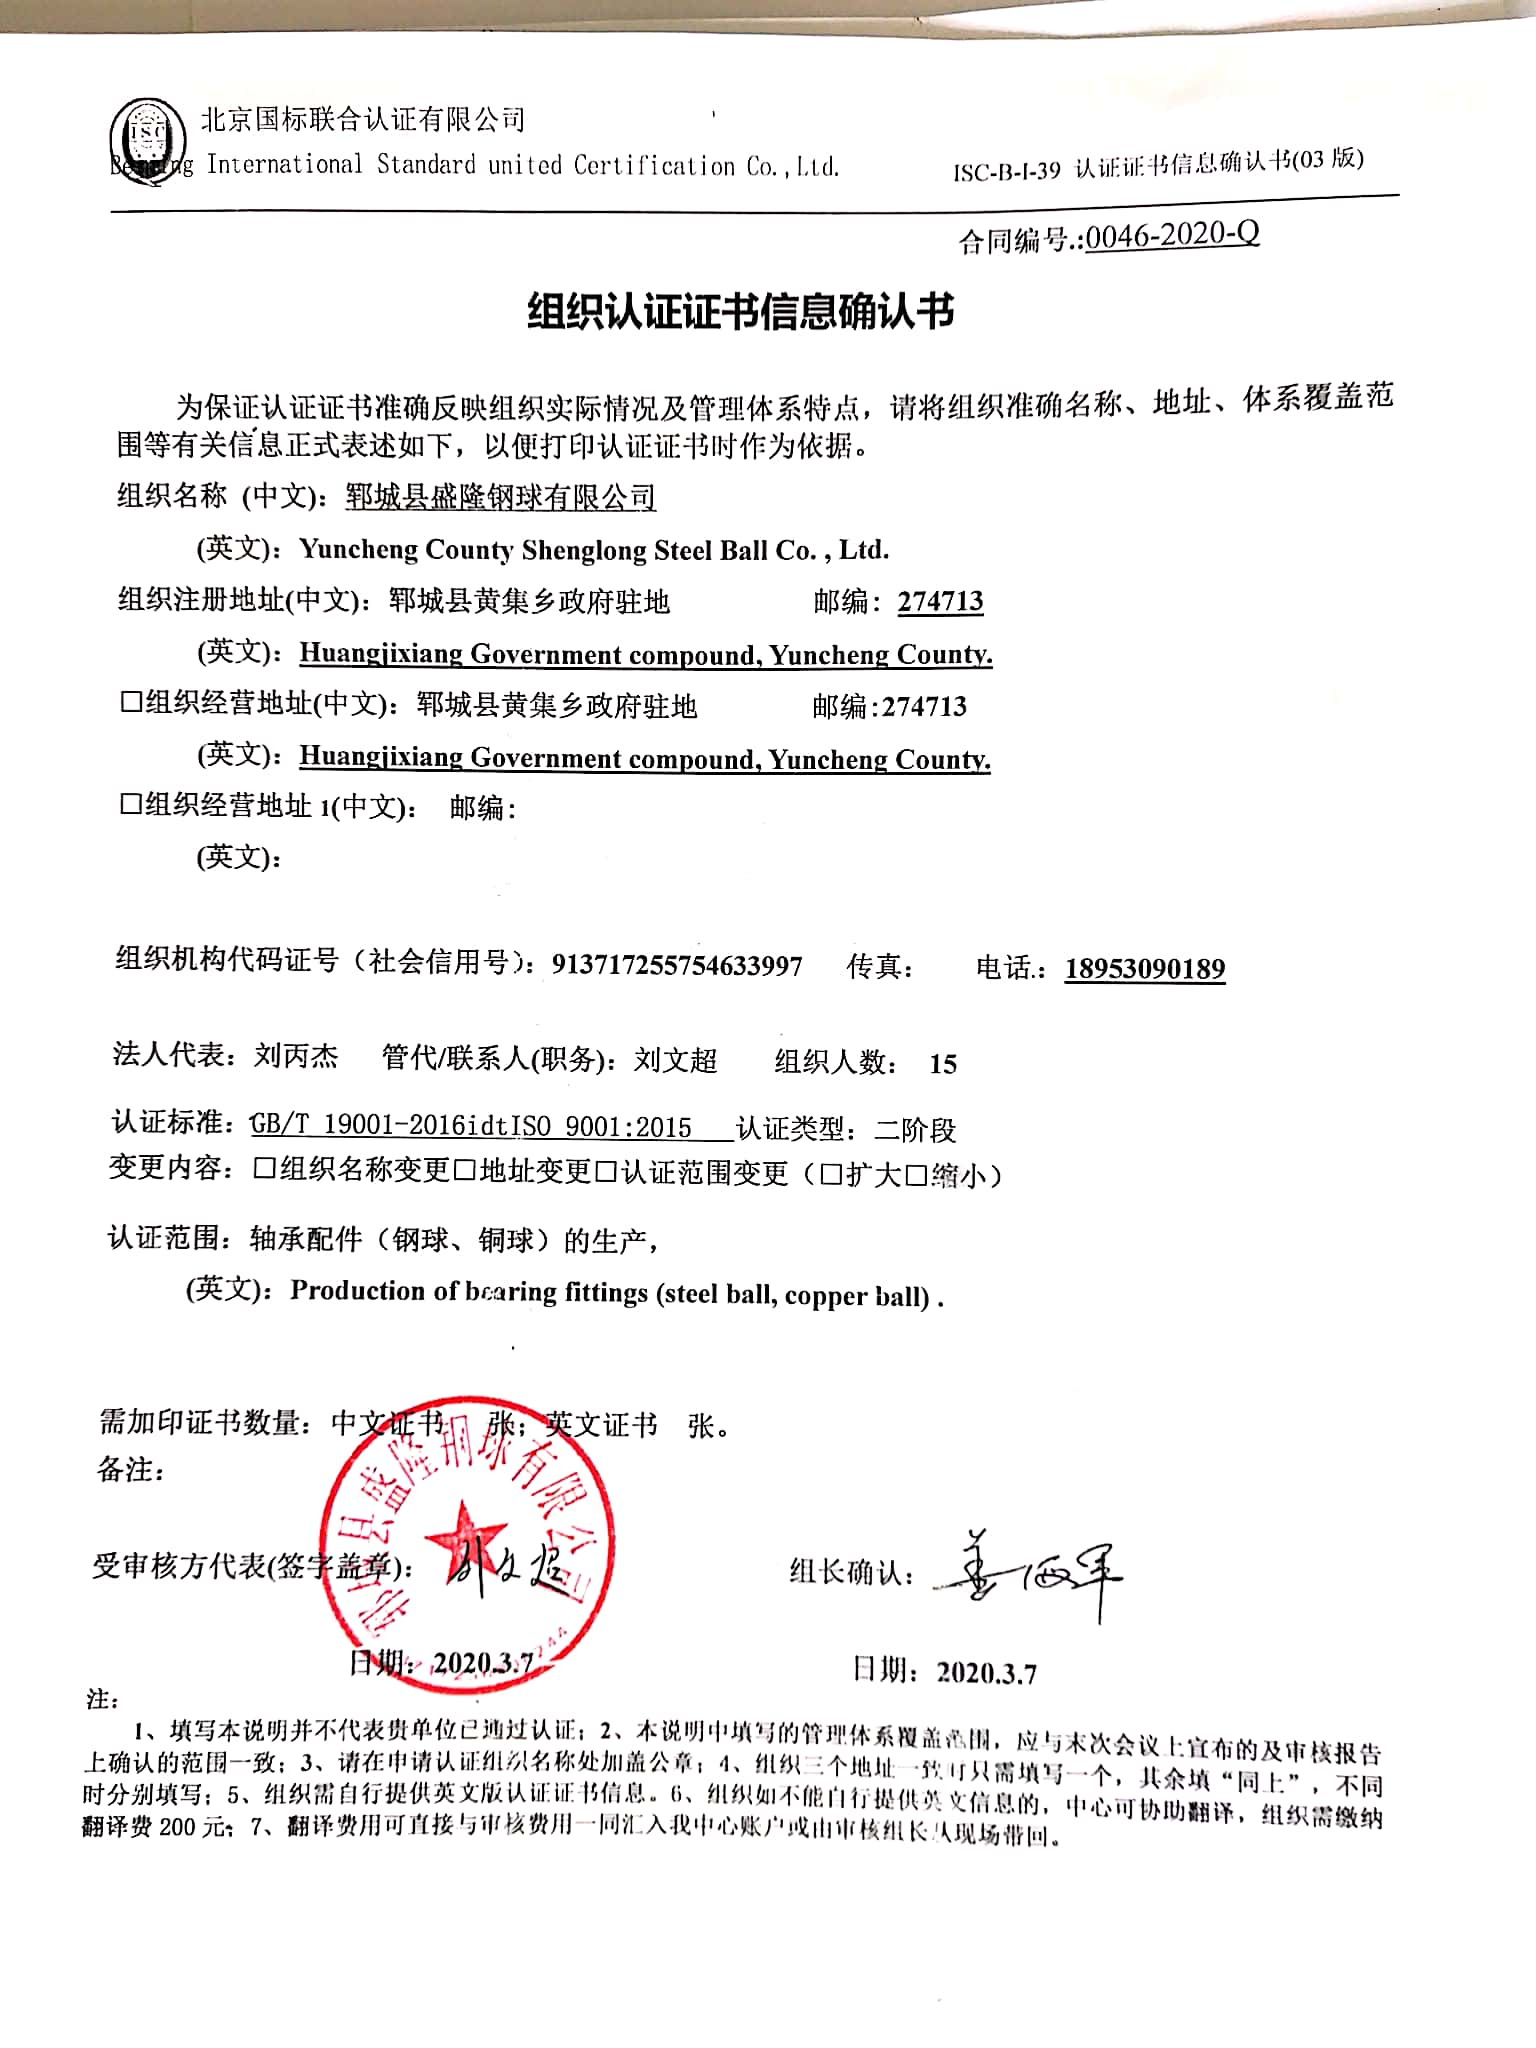 ISC
北京国标联合认证有限公司
Beijing International Standard united Certification Co.,Ltd.
ISC-B-I-39 认证证书信息确认书(03 版)
合同编号.:0046-2020-Q
组织认证证书信息确认书
为保证认证证书准确反映组织实际情况及管理体系特点，请将组织准确名称、地址、体系覆盖范
围等有关信息正式表述如下，以便打印认证证书时作为依据。
组织名称 (中文)：郓城县盛隆钢球有限公司
(英文)：Yuncheng County Shenglong Steel Ball Co. , Ltd.
组织注册地址(中文)：郓城县黄集乡政府驻地 邮编：274713
(英文)：Huangjixiang Government compound, Yuncheng County.
□组织经营地址(中文)：郓城县黄集乡政府驻地 邮编:274713
(英文)：Huangjixiang Government compound, Yuncheng County.
□组织经营地址 1(中文)： 邮编：
(英文)：
组织机构代码证号（社会信用号）：913717255754633997 传真： 电话.：18953090189
法人代表：刘丙杰 管代/联系人(职务)：刘文超 组织人数： 15
认证标准：GB/T 19001-2016idtISO 9001:2015 认证类型：二阶段
变更内容：□组织名称变更□地址变更□认证范围变更（□扩大□缩小）
认证范围：轴承配件（钢球、铜球）的生产，
(英文)：Production of bearing fittings (steel ball, copper ball) .
需加印证书数量：中文证书 张；英文证书 张。
备注：
郓城县盛隆钢球有限公司
受审核方代表(签字盖章)：刘文超 组长确认：姜海军
日期：2020.3.7 日期：2020.3.7
注：
1、填写本说明并不代表贵单位已通过认证；2、本说明中填写的管理体系覆盖范围，应与末次会议上宣布的及审核报告
上确认的范围一致；3、请在申请认证组织名称处加盖公章；4、组织三个地址一致时只需填写一个，其余填“同上”，不同
时分别填写；5、组织需自行提供英文版认证证书信息。6、组织如不能自行提供英文信息的，中心可协助翻译，组织需缴纳
翻译费 200 元；7、翻译费用可直接与审核费用一同汇入我中心账户或由审核组长从现场带回。